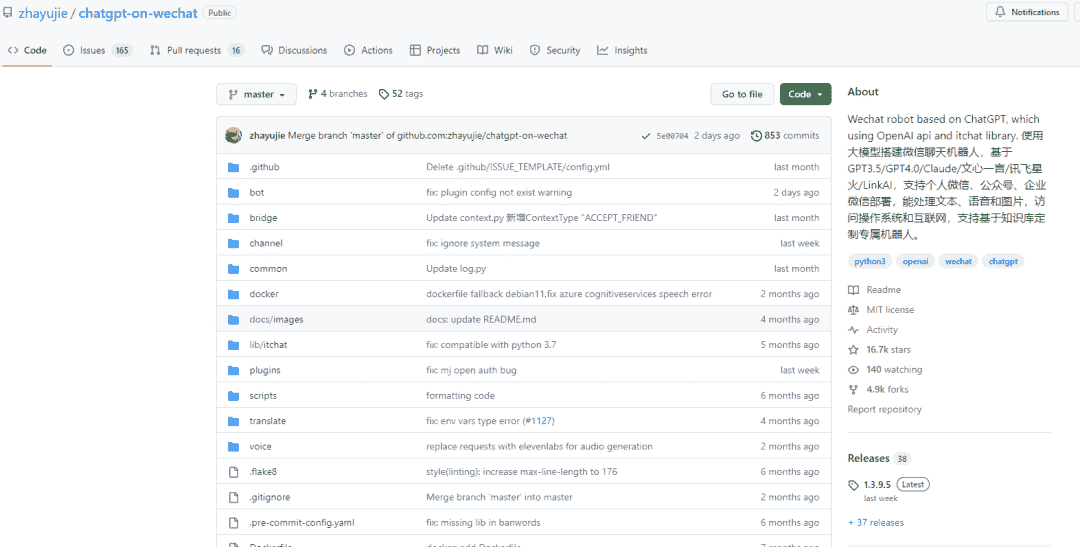 zhayujie / chatgpt-on-wechat Public
Notifications
Code Issues 165 Pull requests 16 Discussions Actions Projects Wiki Security Insights
master 4 branches 52 tags
Go to file Code
zhayujie Merge branch 'master' of github.com:zhayujie/chatgpt-on-wechat 5e00704 2 days ago 853 commits
.github Delete .github/ISSUE_TEMPLATE/config.yml last month
bot fix: plugin config not exist warning 2 days ago
bridge Update context.py 新增ContextType "ACCEPT_FRIEND" last month
channel fix: ignore system message last week
common Update log.py last month
docker dockerfile fallback debian11,fix azure cognitiveservices speech error 2 months ago
docs/images docs: update README.md 4 months ago
lib/itchat fix: compatible with python 3.7 5 months ago
plugins fix: mj open auth bug last week
scripts formatting code 6 months ago
translate fix: env vars type error (#1127) 4 months ago
voice replace requests with elevenlabs for audio generation 2 months ago
.flake8 style(linting): increase max-line-length to 176 6 months ago
.gitignore Merge branch 'master' into master 2 months ago
.pre-commit-config.yaml fix: missing lib in banwords 6 months ago
Dockerfile docker: add Dockerfile 7 months ago
About
Wechat robot based on ChatGPT, which
using OpenAI api and itchat library. 使用
大模型搭建微信聊天机器人，基于
GPT3.5/GPT4.0/Claude/文心一言/讯飞星
火/LinkAI，支持个人微信、公众号、企业
微信部署，能处理文本、语音和图片，访
问操作系统和互联网，支持基于知识库定
制专属机器人。
python3 openai wechat chatgpt
Readme
MIT license
Activity
16.7k stars
140 watching
4.9k forks
Report repository
Releases 38
1.3.9.5 Latest
last week
+ 37 releases